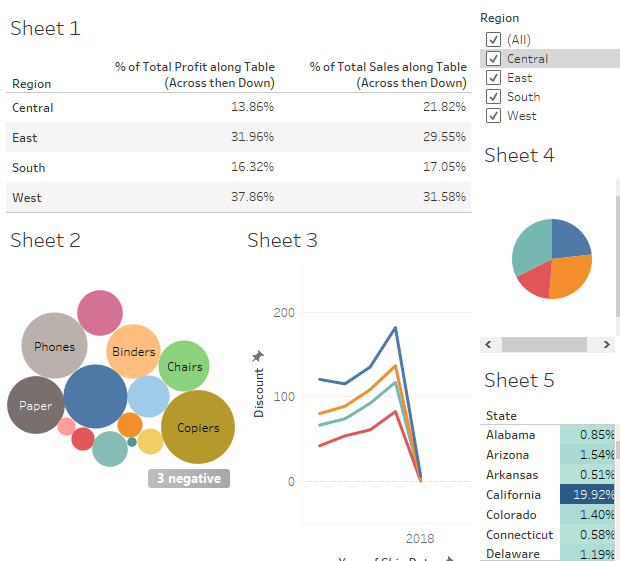 Sheet 1
% of Total Profit along Table % of Total Sales along Table
Region (Across then Down) (Across then Down)
Central 13.86% 21.82%
East 31.96% 29.55%
South 16.32% 17.05%
West 37.86% 31.58%
Region
(All)
Central
East
South
West
Sheet 2
Phones
Binders
Chairs
Paper
Copiers
3 negative
Sheet 3
200
100
0
Discount
2018
Sheet 4
Sheet 5
State
Alabama 0.85%
Arizona 1.54%
Arkansas 0.51%
California 19.92%
Colorado 1.40%
Connecticut 0.58%
Delaware 1.19%